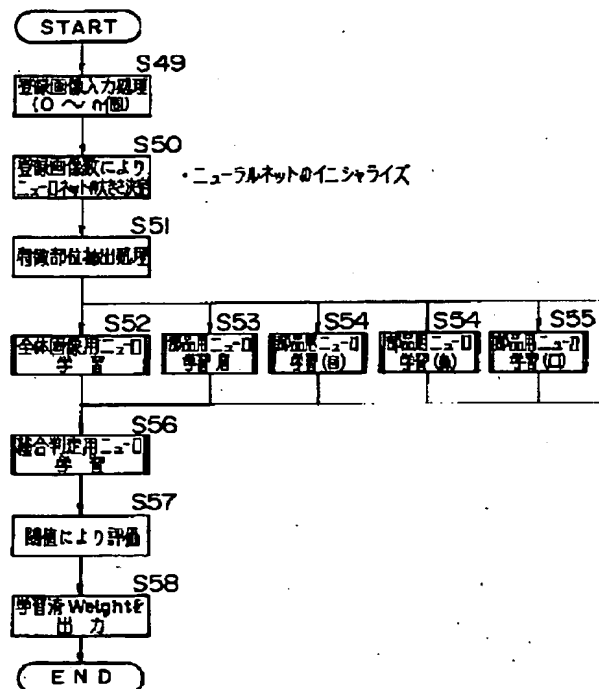 START
S49
登録画像入力処理
(0 〜 n個)
S50
登録画像数により
ニューロネットの大きさ決定
・ニューラルネットのイニシャライズ
S51
特徴部位抽出処理
S52
全体画像用ニューロ
学習
S53
部品用ニューロ
学習
S54
部品用ニューロ
学習(目)
S54
部品用ニューロ
学習(鼻)
S55
部品用ニューロ
学習(口)
S56
総合判定用ニューロ
学習
S57
閾値により評価
S58
学習済Weightを
出力
END